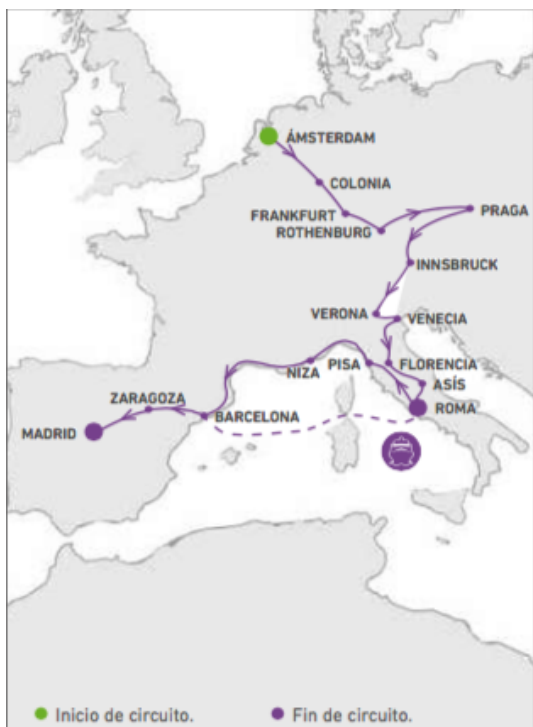 ÁMSTERDAM
COLONIA
FRANKFURT
ROTHENBURG
PRAGA
INNSBRUCK
VERONA
VENECIA
PISA
FLORENCIA
NIZA
ASÍS
ZARAGOZA
ROMA
BARCELONA
MADRID
Inicio de circuito.
Fin de circuito.